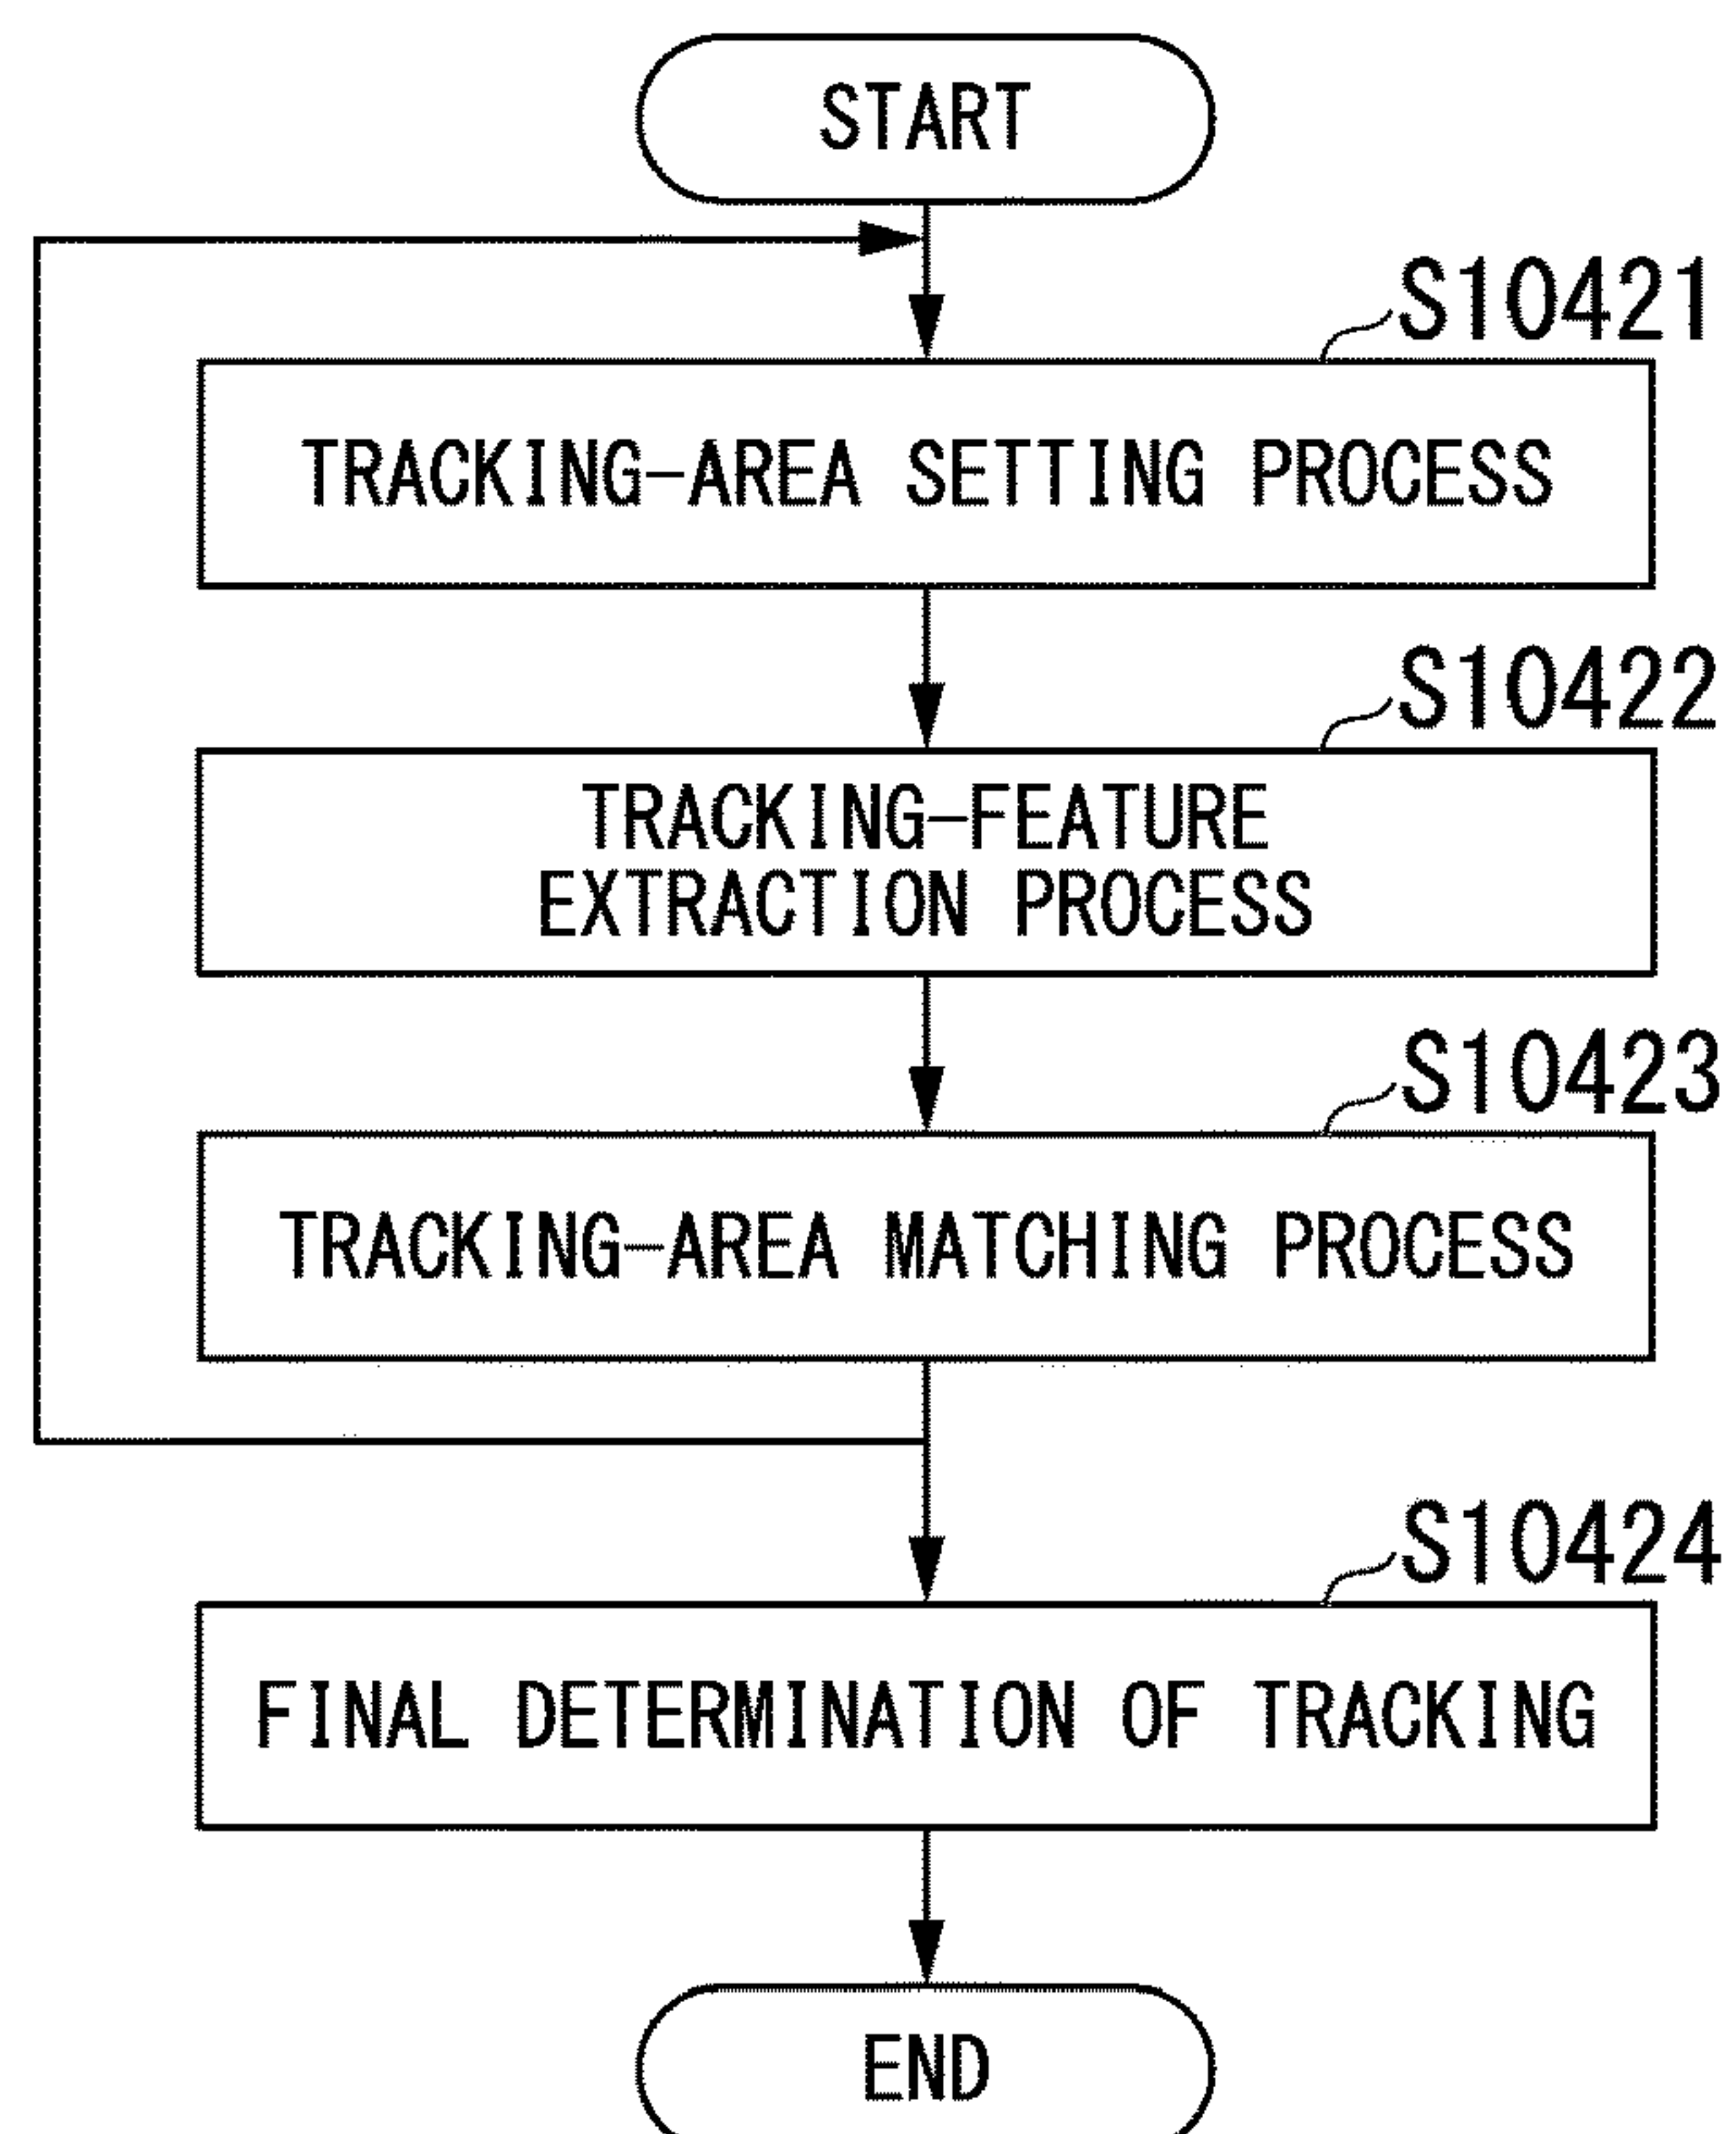 START
S10421
TRACKING-AREA SETTING PROCESS
S10422
TRACKING-FEATURE
EXTRACTION PROCESS
S10423
TRACKING-AREA MATCHING PROCESS
S10424
FINAL DETERMINATION OF TRACKING
END